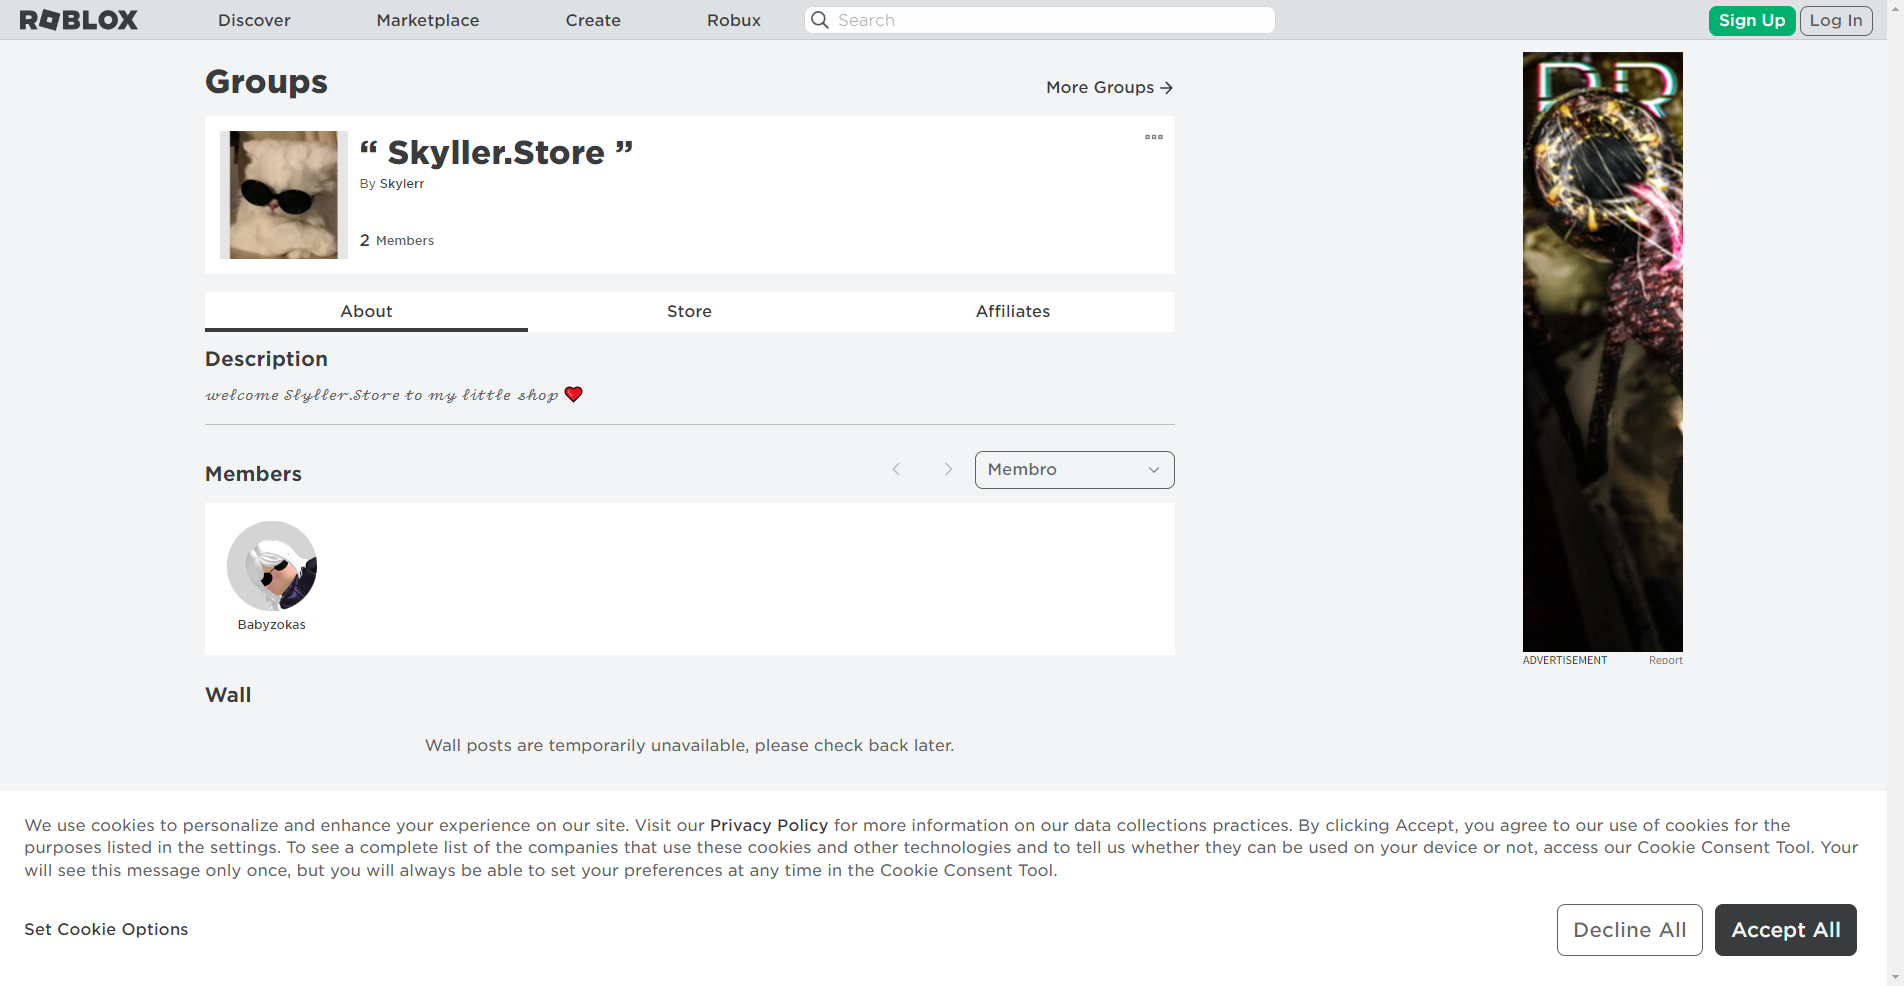 ROBLOX
Discover
Marketplace
Create
Robux
Search
Sign Up
Log In
Groups
More Groups
“ Skyller.Store ”
By Skylerr
2 Members
About
Store
Affiliates
Description
𝓌ℯ𝓁𝒸ℴ𝓂ℯ 𝒮𝓁𝓎𝓁𝓁ℯ𝓇.𝒮𝓉ℴ𝓇ℯ 𝓉ℴ 𝓂𝓎 𝓁𝒾𝓉𝓉𝓁ℯ 𝓈𝒽ℴ𝓅 ❤️
Members
Membro
Babyzokas
Wall
Wall posts are temporarily unavailable, please check back later.
ADVERTISEMENT
Report
We use cookies to personalize and enhance your experience on our site. Visit our Privacy Policy for more information on our data collections practices. By clicking Accept, you agree to our use of cookies for the
purposes listed in the settings. To see a complete list of the companies that use these cookies and other technologies and to tell us whether they can be used on your device or not, access our Cookie Consent Tool. Your
will see this message only once, but you will always be able to set your preferences at any time in the Cookie Consent Tool.
Set Cookie Options
Decline All
Accept All